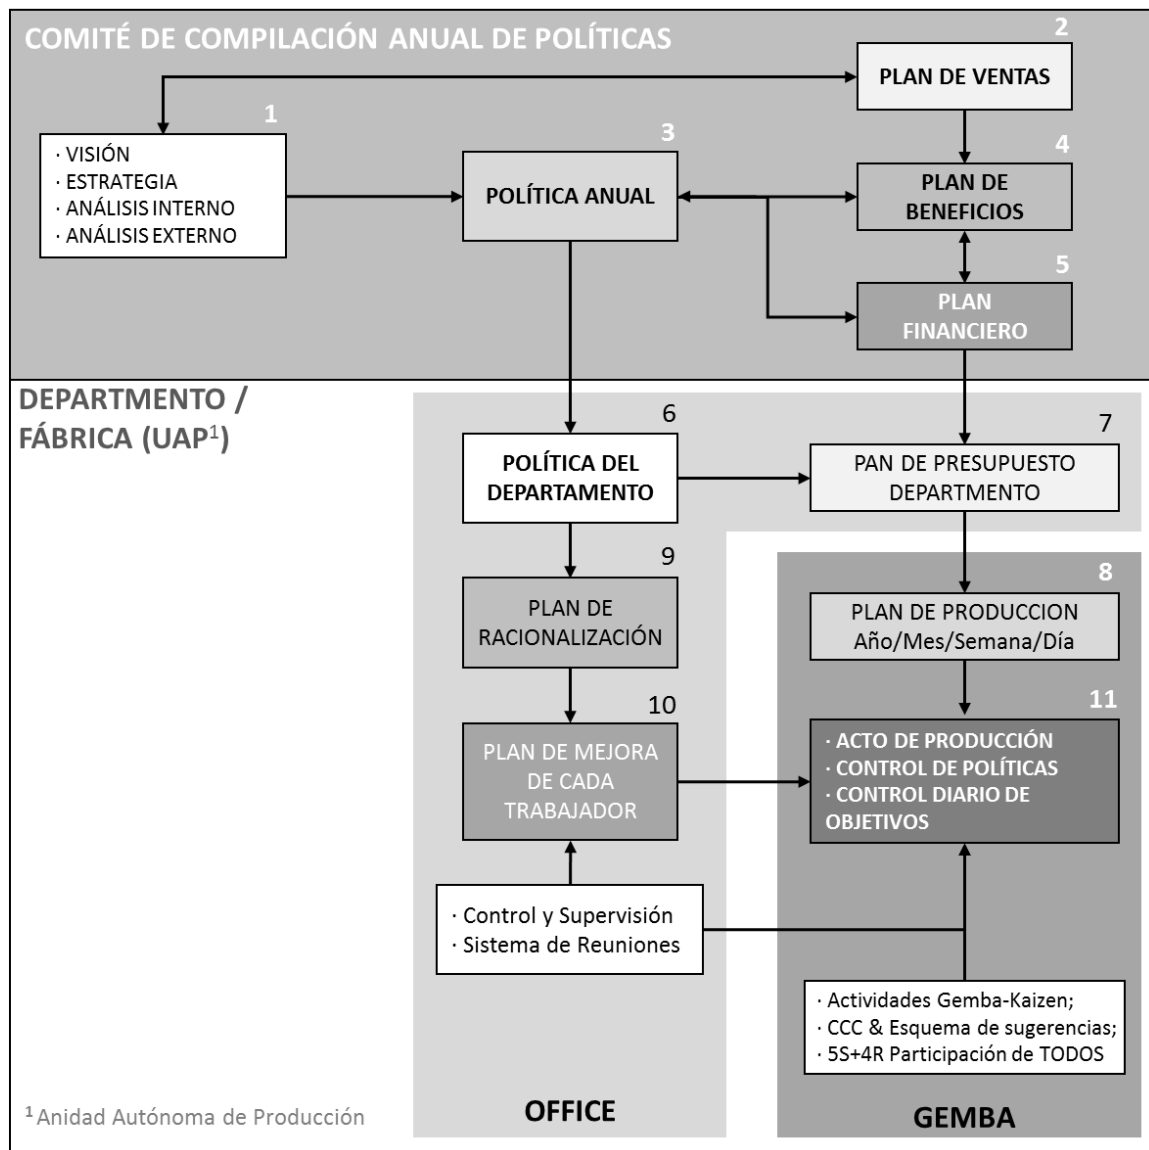 COMITÉ DE COMPILACIÓN ANUAL DE POLÍTICAS
2
PLAN DE VENTAS
1
· VISIÓN
· ESTRATEGIA
· ANÁLISIS INTERNO
· ANÁLISIS EXTERNO
3
POLÍTICA ANUAL
4
PLAN DE
BENEFICIOS
5
PLAN
FINANCIERO
DEPARTMENTO /
FÁBRICA (UAP¹)
6
POLÍTICA DEL
DEPARTAMENTO
7
PAN DE PRESUPUESTO
DEPARTMENTO
9
PLAN DE
RACIONALIZACIÓN
8
PLAN DE PRODUCCION
Año/Mes/Semana/Día
10
PLAN DE MEJORA
DE CADA
TRABAJADOR
11
· ACTO DE PRODUCCIÓN
· CONTROL DE POLÍTICAS
· CONTROL DIARIO DE
OBJETIVOS
· Control y Supervisión
· Sistema de Reuniones
· Actividades Gemba-Kaizen;
· CCC & Esquema de sugerencias;
· 5S+4R Participación de TODOS
¹ Anidad Autónoma de Producción
OFFICE
GEMBA